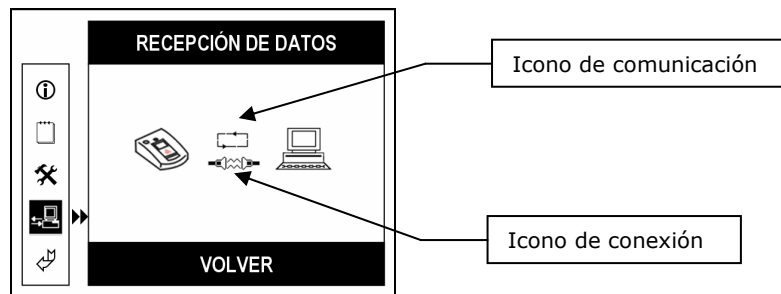 RECEPCIÓN DE DATOS
Icono de comunicación
Icono de conexión
VOLVER